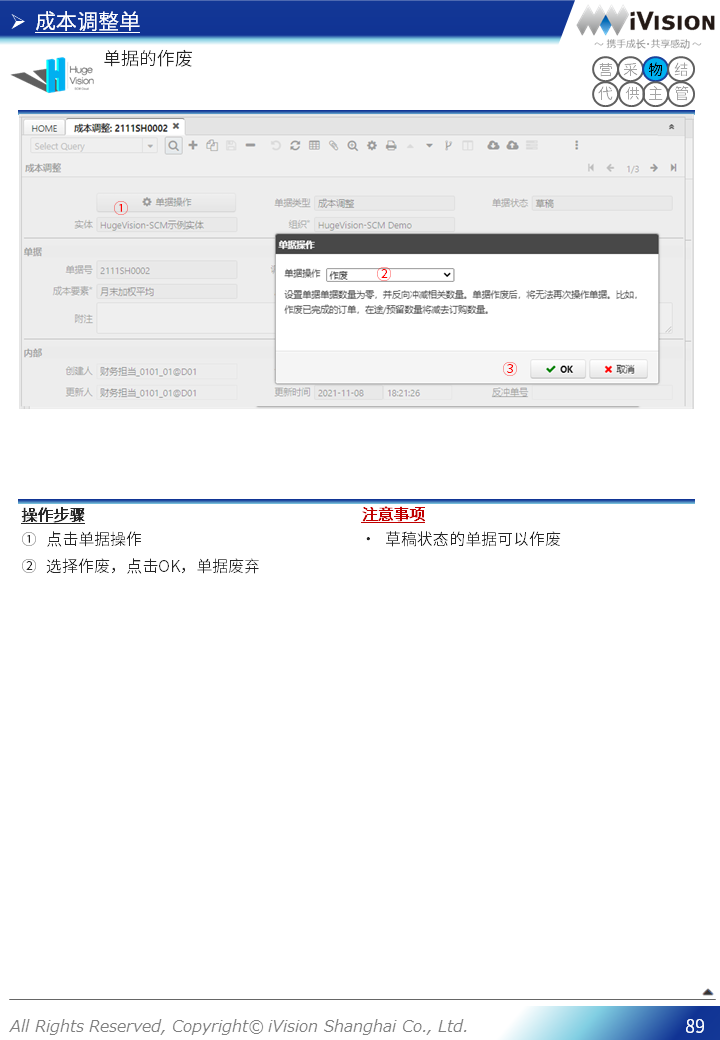 ➢ 成本调整单
iVISION
～ 携手成长·共享感动 ～
Huge
Vision
单据的作废
营 采 物 结
代 供 主 管
HOME 成本调整: 2111SH0002 ×
Select Query
成本调整
1/3
① 单据操作
单据类型 成本调整
单据状态 草稿
实体 HugeVision-SCM示例实体
组织* HugeVision-SCM Demo
单据
单据号 2111SH0002
成本要素* 月末加权平均
附注
单据操作
单据操作 作废 ②
设置单据单据数量为零，并反向冲减相关数量。单据作废后，将无法再次操作单据。比如，
作废已完成的订单，在途/预留数量将减去订购数量。
③ OK 取消
内部
创建人 财务担当_0101_01@D01
更新人 财务担当_0101_01@D01
更新时间 2021-11-08 18:21:26
反冲单号
操作步骤
① 点击单据操作
② 选择作废，点击OK，单据废弃
注意事项
• 草稿状态的单据可以作废
All Rights Reserved, Copyright© iVision Shanghai Co., Ltd.
89